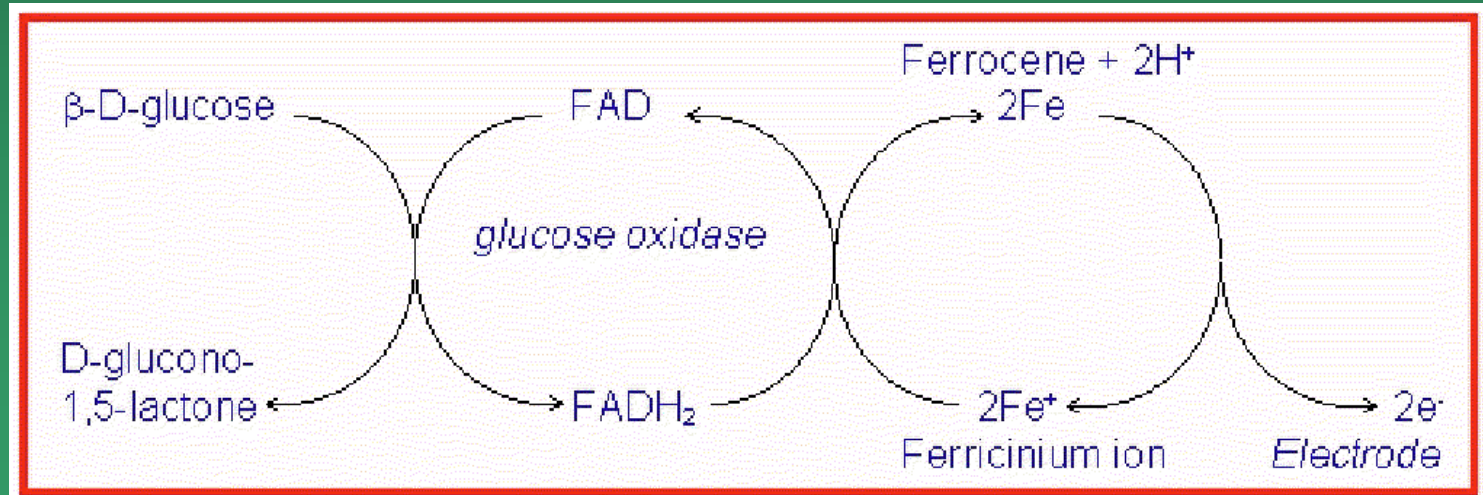 Ferrocene + 2H⁺
β-D-glucose FAD 2Fe
glucose oxidase
D-glucono-
1,5-lactone FADH₂ 2Fe⁺ 2e⁻
Ferricinium ion Electrode